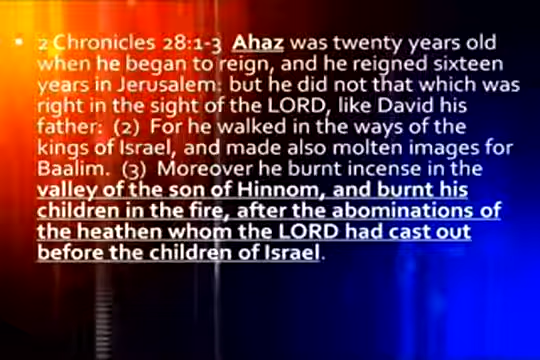 2 Chronicles 28:1-3 Ahaz was twenty years old
when he began to reign, and he reigned sixteen
years in Jerusalem: but he did not that which was
right in the sight of the LORD, like David his
father: (2) For he walked in the ways of the
kings of Israel, and made also molten images for
Baalim. (3) Moreover he burnt incense in the
valley of the son of Hinnom, and burnt his
children in the fire, after the abominations of
the heathen whom the LORD had cast out
before the children of Israel.